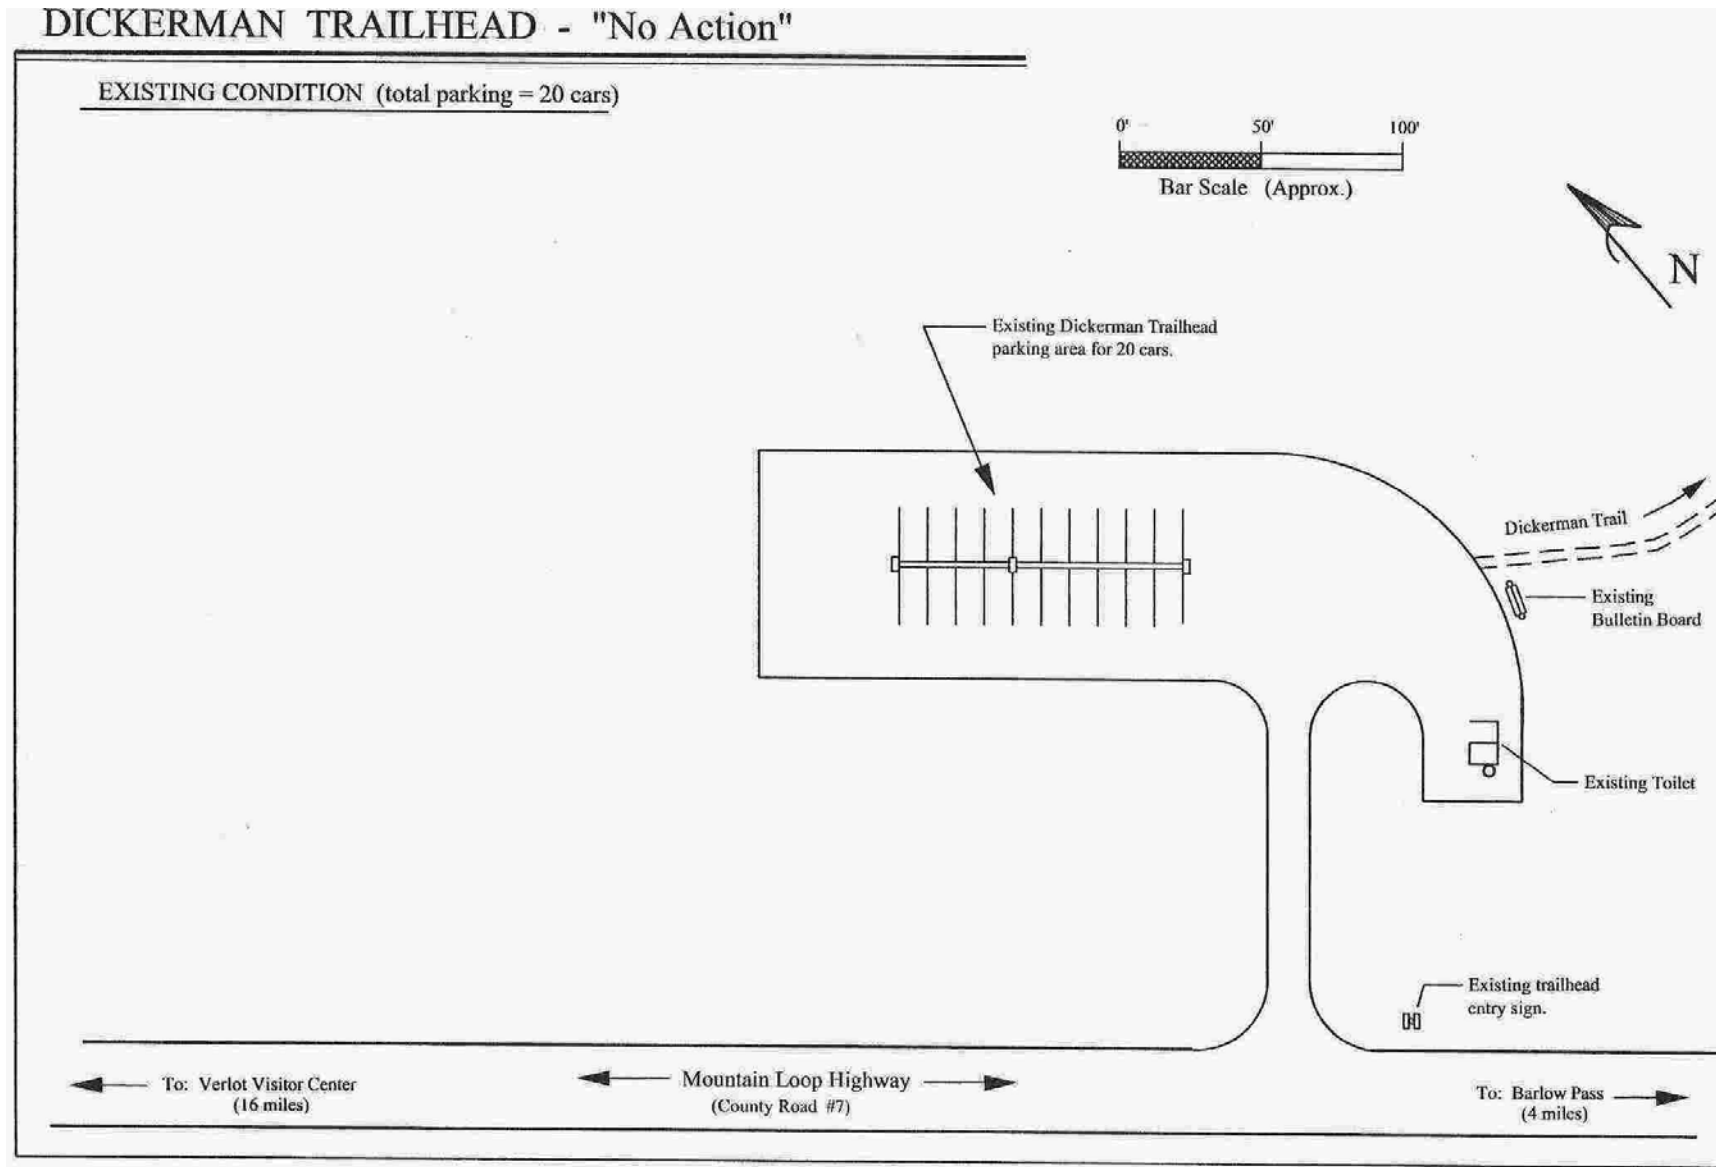 DICKERMAN TRAILHEAD - "No Action"
EXISTING CONDITION (total parking = 20 cars)
0' 50' 100'
Bar Scale (Approx.)
N
Existing Dickerman Trailhead
parking area for 20 cars.
Dickerman Trail
Existing
Bulletin Board
Existing Toilet
Existing trailhead
entry sign.
To: Verlot Visitor Center
(16 miles)
Mountain Loop Highway
(County Road #7)
To: Barlow Pass
(4 miles)